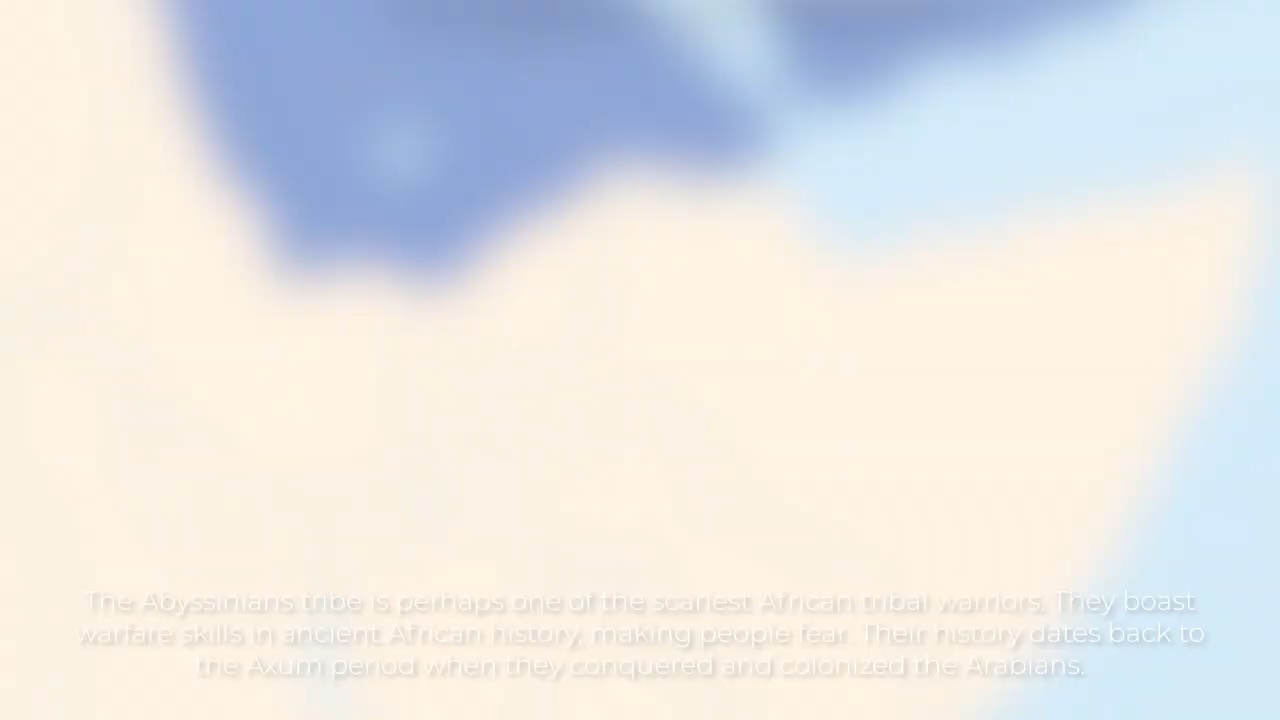 The Abyssinians tribe is perhaps one of the scariest African tribal warriors. They boast
warfare skills in ancient African history, making people fear. Their history dates back to
the Axum period when they conquered and colonized the Arabians.